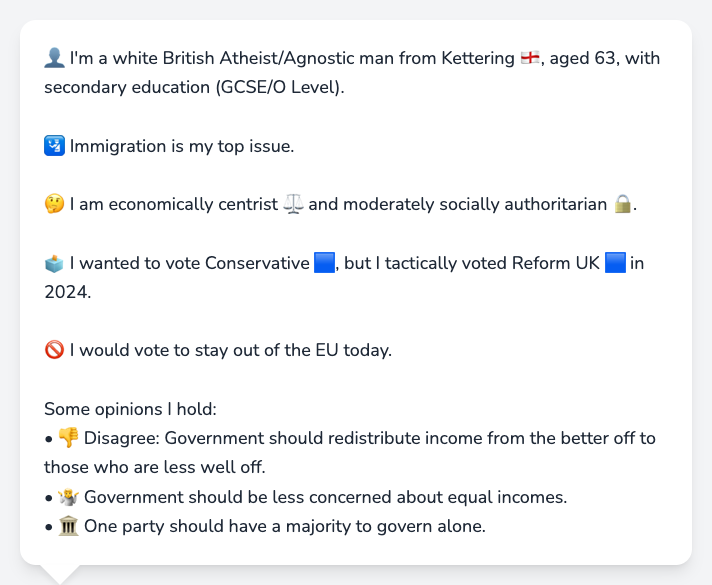 👤 I'm a white British Atheist/Agnostic man from Kettering 🏴󠁧󠁢󠁥󠁮󠁧󠁿, aged 63, with
secondary education (GCSE/O Level).
🛂 Immigration is my top issue.
🤔 I am economically centrist ⚖️ and moderately socially authoritarian 🔒.
🗳️ I wanted to vote Conservative 🟦, but I tactically voted Reform UK 🟦 in
2024.
🚫 I would vote to stay out of the EU today.
Some opinions I hold:
• 👎 Disagree: Government should redistribute income from the better off to
those who are less well off.
• 🤷 Government should be less concerned about equal incomes.
• 🏛️ One party should have a majority to govern alone.